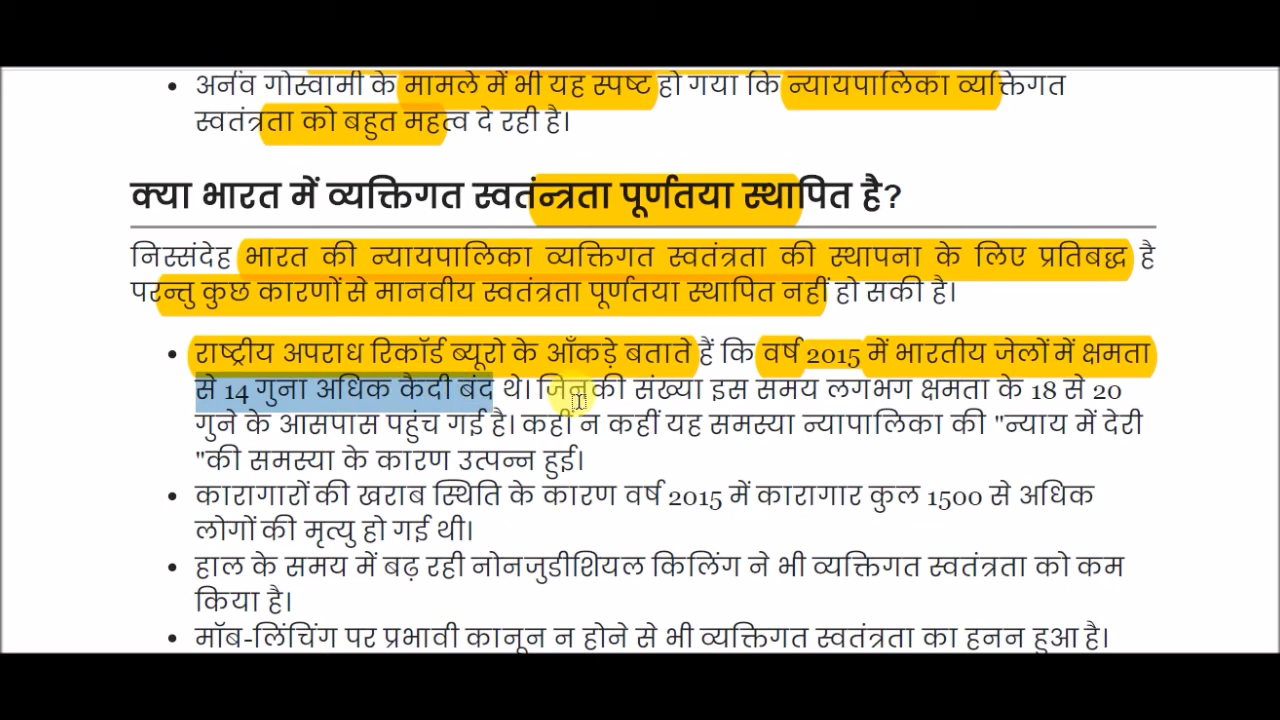 • अर्नव गोस्वामी के मामले में भी यह स्पष्ट हो गया कि न्यायपालिका व्यक्तिगत
स्वतंत्रता को बहुत महत्व दे रही है।
क्या भारत में व्यक्तिगत स्वतंन्त्रता पूर्णतया स्थापित है?
निस्संदेह भारत की न्यायपालिका व्यक्तिगत स्वतंत्रता की स्थापना के लिए प्रतिबद्ध है
परन्तु कुछ कारणों से मानवीय स्वतंत्रता पूर्णतया स्थापित नहीं हो सकी है।
• राष्ट्रीय अपराध रिकॉर्ड ब्यूरो के आँकड़े बताते हैं कि वर्ष 2015 में भारतीय जेलों में क्षमता
से 14 गुना अधिक कैदी बंद थे। जिनकी संख्या इस समय लगभग क्षमता के 18 से 20
गुने के आसपास पहुंच गई है। कहीं न कहीं यह समस्या न्यापालिका की "न्याय में देरी
"की समस्या के कारण उत्पन्न हुई।
• कारागारों की खराब स्थिति के कारण वर्ष 2015 में कारागार कुल 1500 से अधिक
लोगों की मृत्यु हो गई थी।
• हाल के समय में बढ़ रही नोनजुडीशियल किलिंग ने भी व्यक्तिगत स्वतंत्रता को कम
किया है।
• मॉब-लिंचिंग पर प्रभावी कानून न होने से भी व्यक्तिगत स्वतंत्रता का हनन हुआ है।